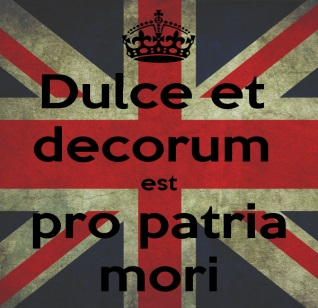 Dulce et
decorum
est
pro patria
mori